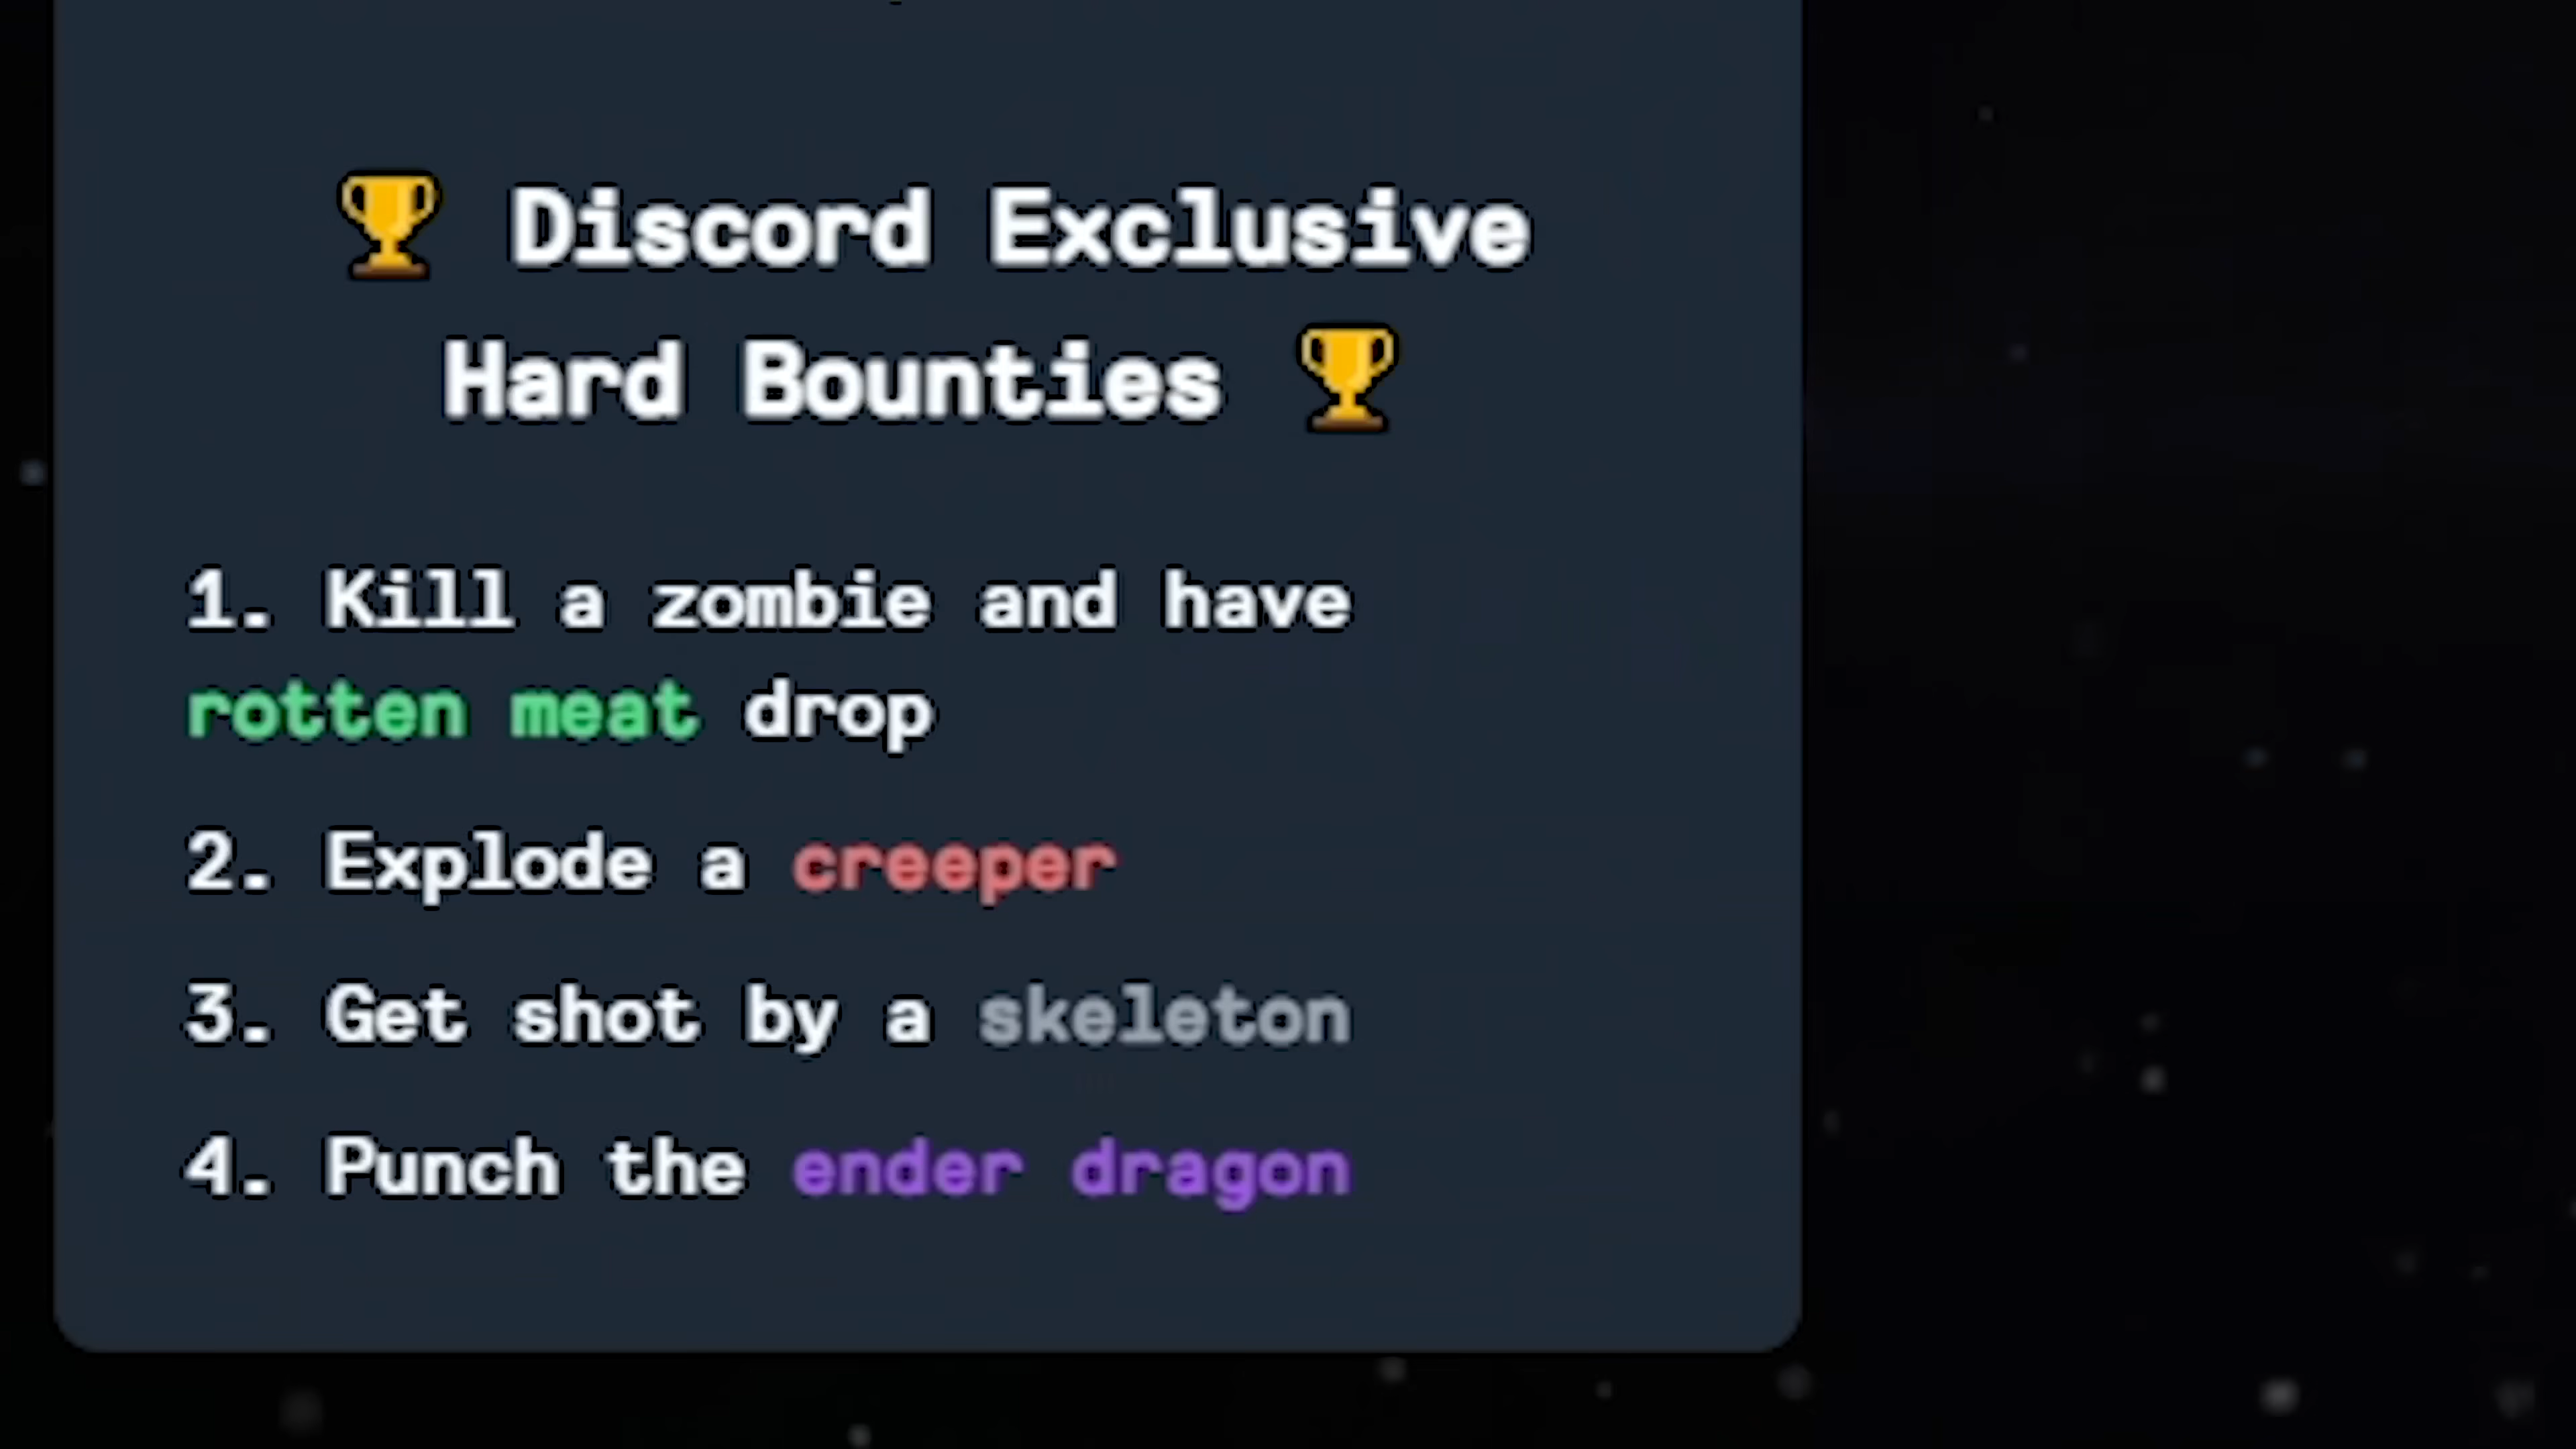 🏆 Discord Exclusive
Hard Bounties 🏆
1. Kill a zombie and have
rotten meat drop
2. Explode a creeper
3. Get shot by a skeleton
4. Punch the ender dragon